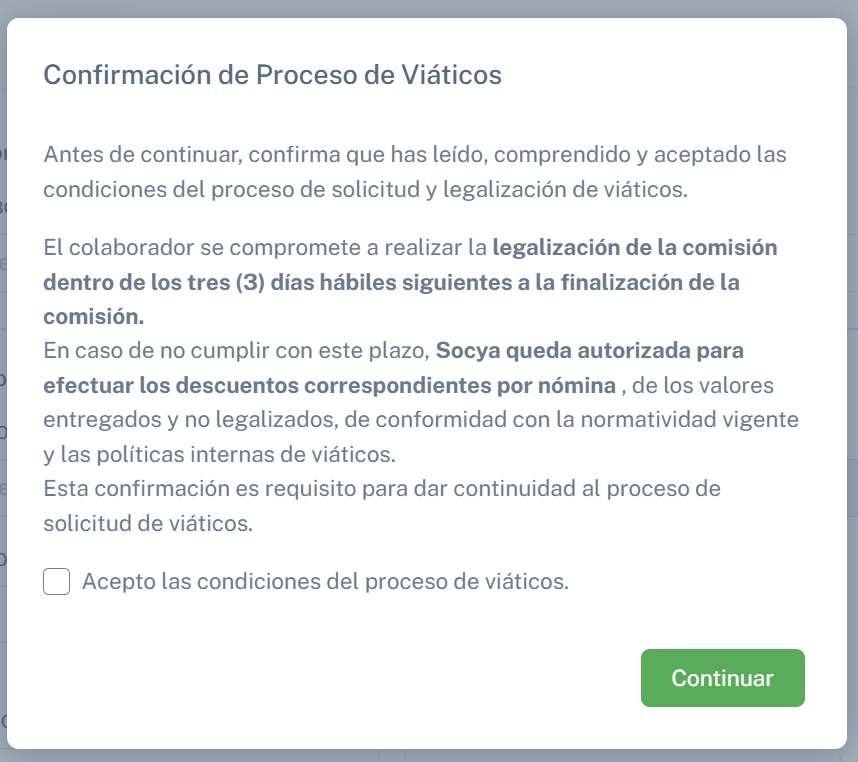 Confirmación de Proceso de Viáticos
Antes de continuar, confirma que has leído, comprendido y aceptado las
condiciones del proceso de solicitud y legalización de viáticos.
El colaborador se compromete a realizar la legalización de la comisión
dentro de los tres (3) días hábiles siguientes a la finalización de la
comisión.
En caso de no cumplir con este plazo, Socya queda autorizada para
efectuar los descuentos correspondientes por nómina , de los valores
entregados y no legalizados, de conformidad con la normatividad vigente
y las políticas internas de viáticos.
Esta confirmación es requisito para dar continuidad al proceso de
solicitud de viáticos.
Acepto las condiciones del proceso de viáticos.
Continuar